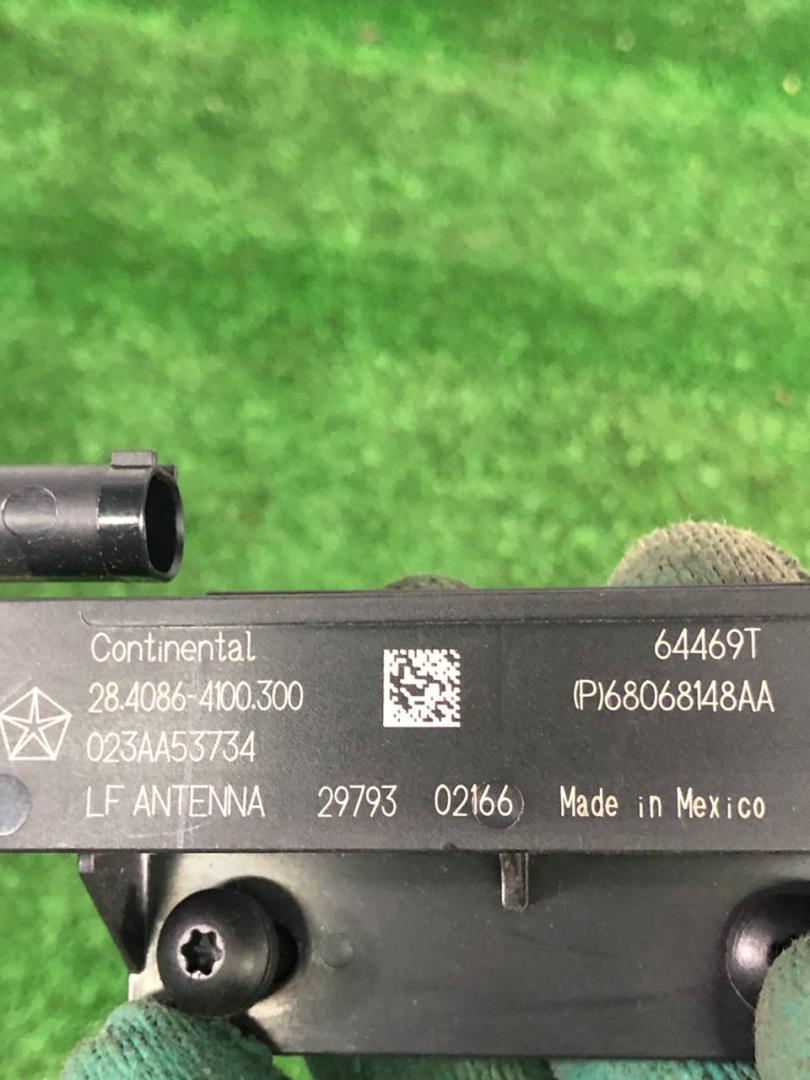 Continental
28.4086-4100.300
023AA53734
LF ANTENNA 29793 02166 Made in Mexico
64469T
(P)68068148AA